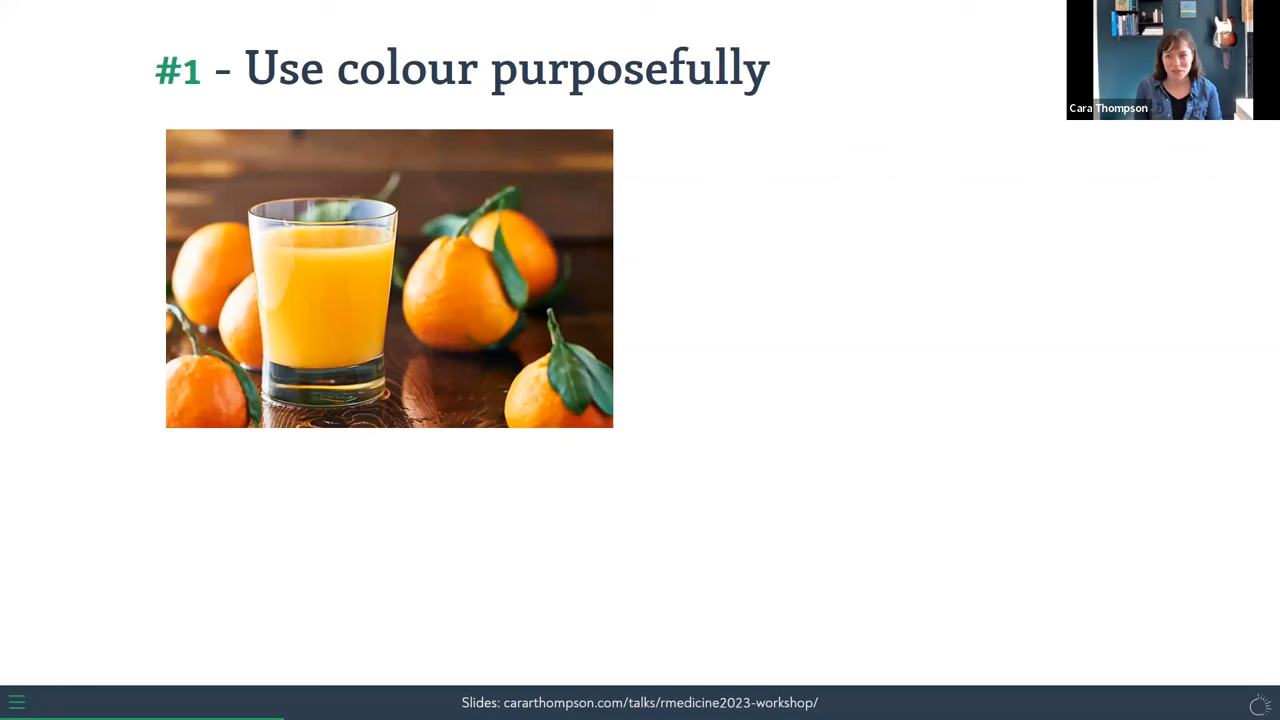 #1 - Use colour purposefully
Cara Thompson
Slides: cararthompson.com/talks/rmedicine2023-workshop/